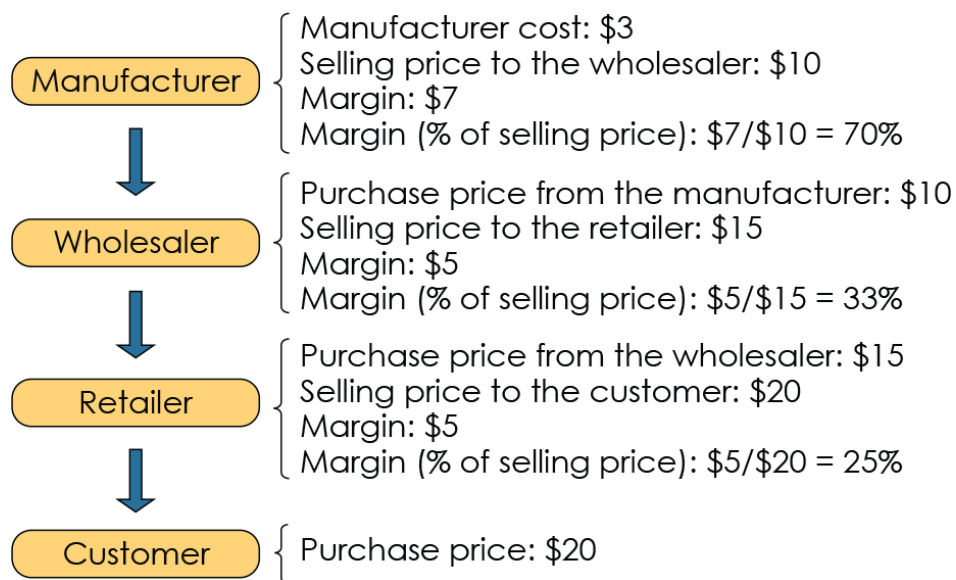 Manufacturer
Manufacturer cost: $3
Selling price to the wholesaler: $10
Margin: $7
Margin (% of selling price): $7/$10 = 70%
Wholesaler
Purchase price from the manufacturer: $10
Selling price to the retailer: $15
Margin: $5
Margin (% of selling price): $5/$15 = 33%
Retailer
Purchase price from the wholesaler: $15
Selling price to the customer: $20
Margin: $5
Margin (% of selling price): $5/$20 = 25%
Customer
Purchase price: $20